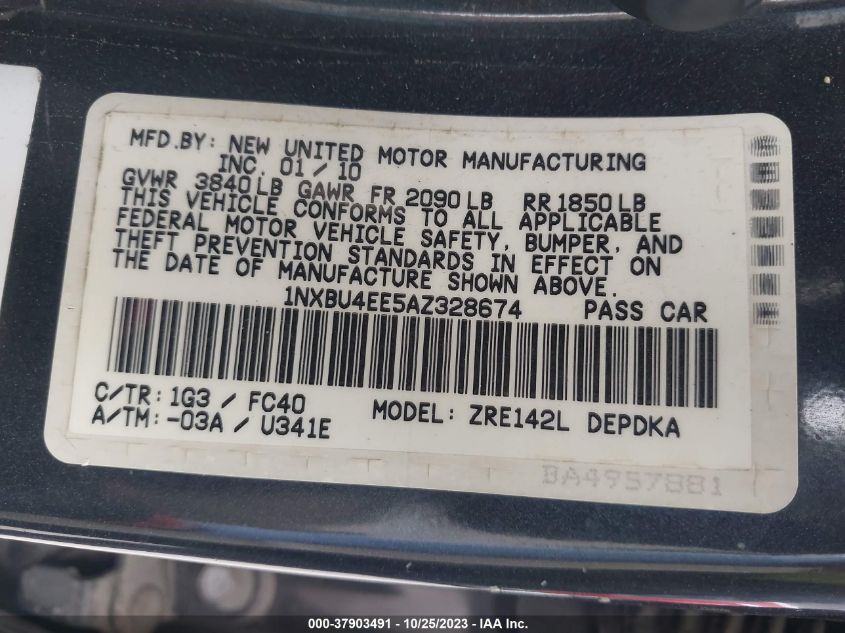 MFD.BY: NEW UNITED MOTOR MANUFACTURING
INC. 01/10
GVWR 3840LB GAWR FR 2090LB RR1850LB
THIS VEHICLE CONFORMS TO ALL APPLICABLE
FEDERAL MOTOR VEHICLE SAFETY, BUMPER, AND
THEFT PREVENTION STANDARDS IN EFFECT ON
THE DATE OF MANUFACTURE SHOWN ABOVE.
1NXBU4EE5AZ328674 PASS CAR
C/TR: 1G3 / FC40
A/TM: -03A / U341E
MODEL: ZRE142L DEPDKA
BA4957881
000-37903491 - 10/25/2023 - IAA Inc.